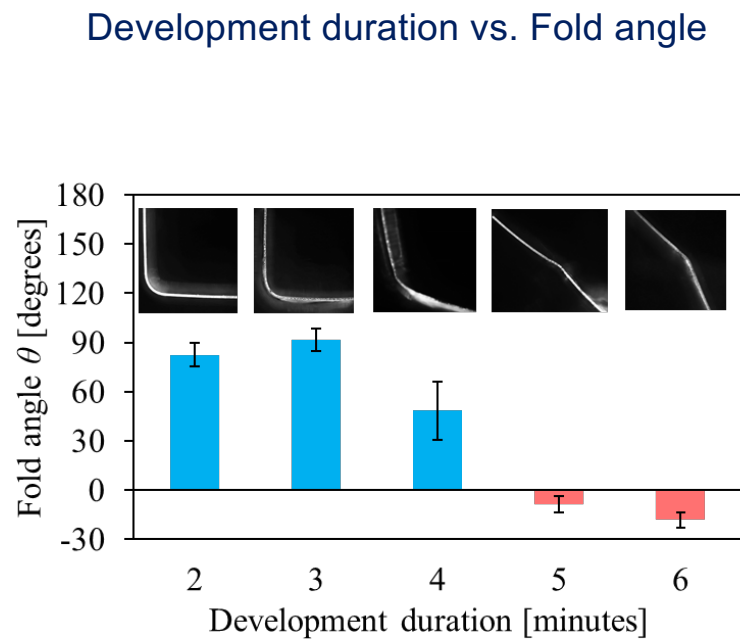 Development duration vs. Fold angle
180
150
120
90
60
30
0
-30
Fold angle θ [degrees]
2 3 4 5 6
Development duration [minutes]